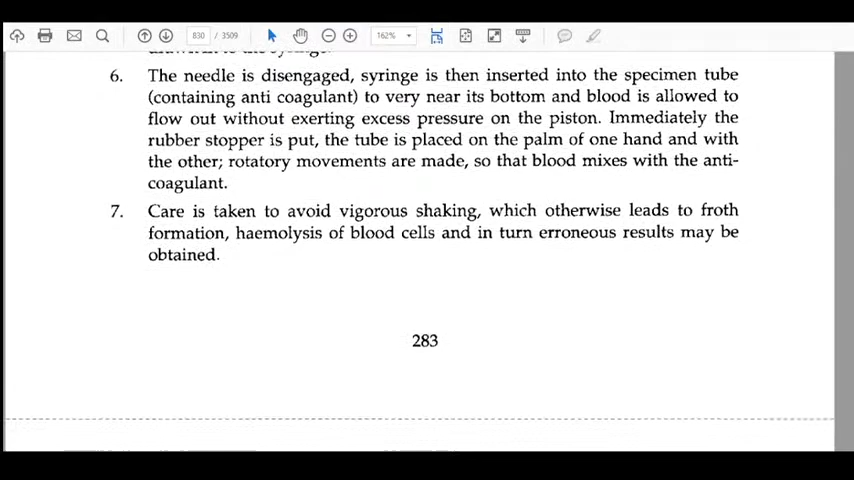 830 / 3509
162%
6. The needle is disengaged, syringe is then inserted into the specimen tube
(containing anti coagulant) to very near its bottom and blood is allowed to
flow out without exerting excess pressure on the piston. Immediately the
rubber stopper is put, the tube is placed on the palm of one hand and with
the other; rotatory movements are made, so that blood mixes with the anti-
coagulant.
7. Care is taken to avoid vigorous shaking, which otherwise leads to froth
formation, haemolysis of blood cells and in turn erroneous results may be
obtained.
283